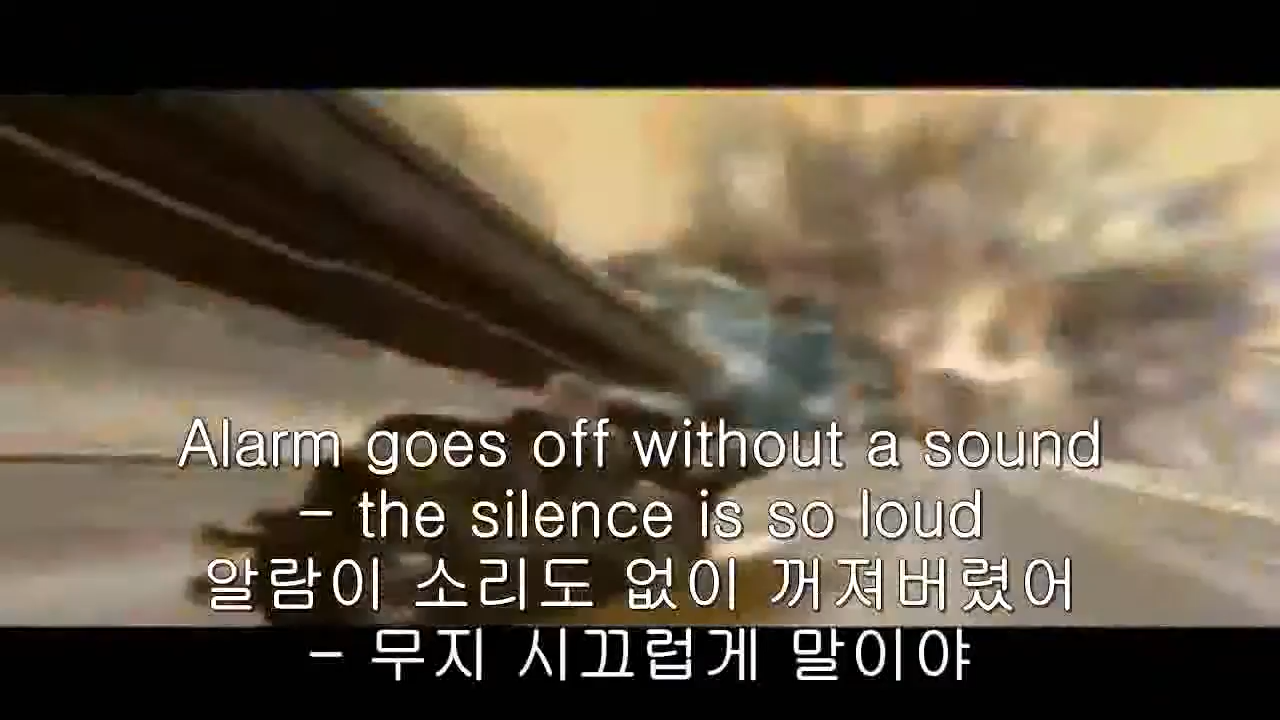 Alarm goes off without a sound
- the silence is so loud
알람이 소리도 없이 꺼져버렸어
- 무지 시끄럽게 말이야